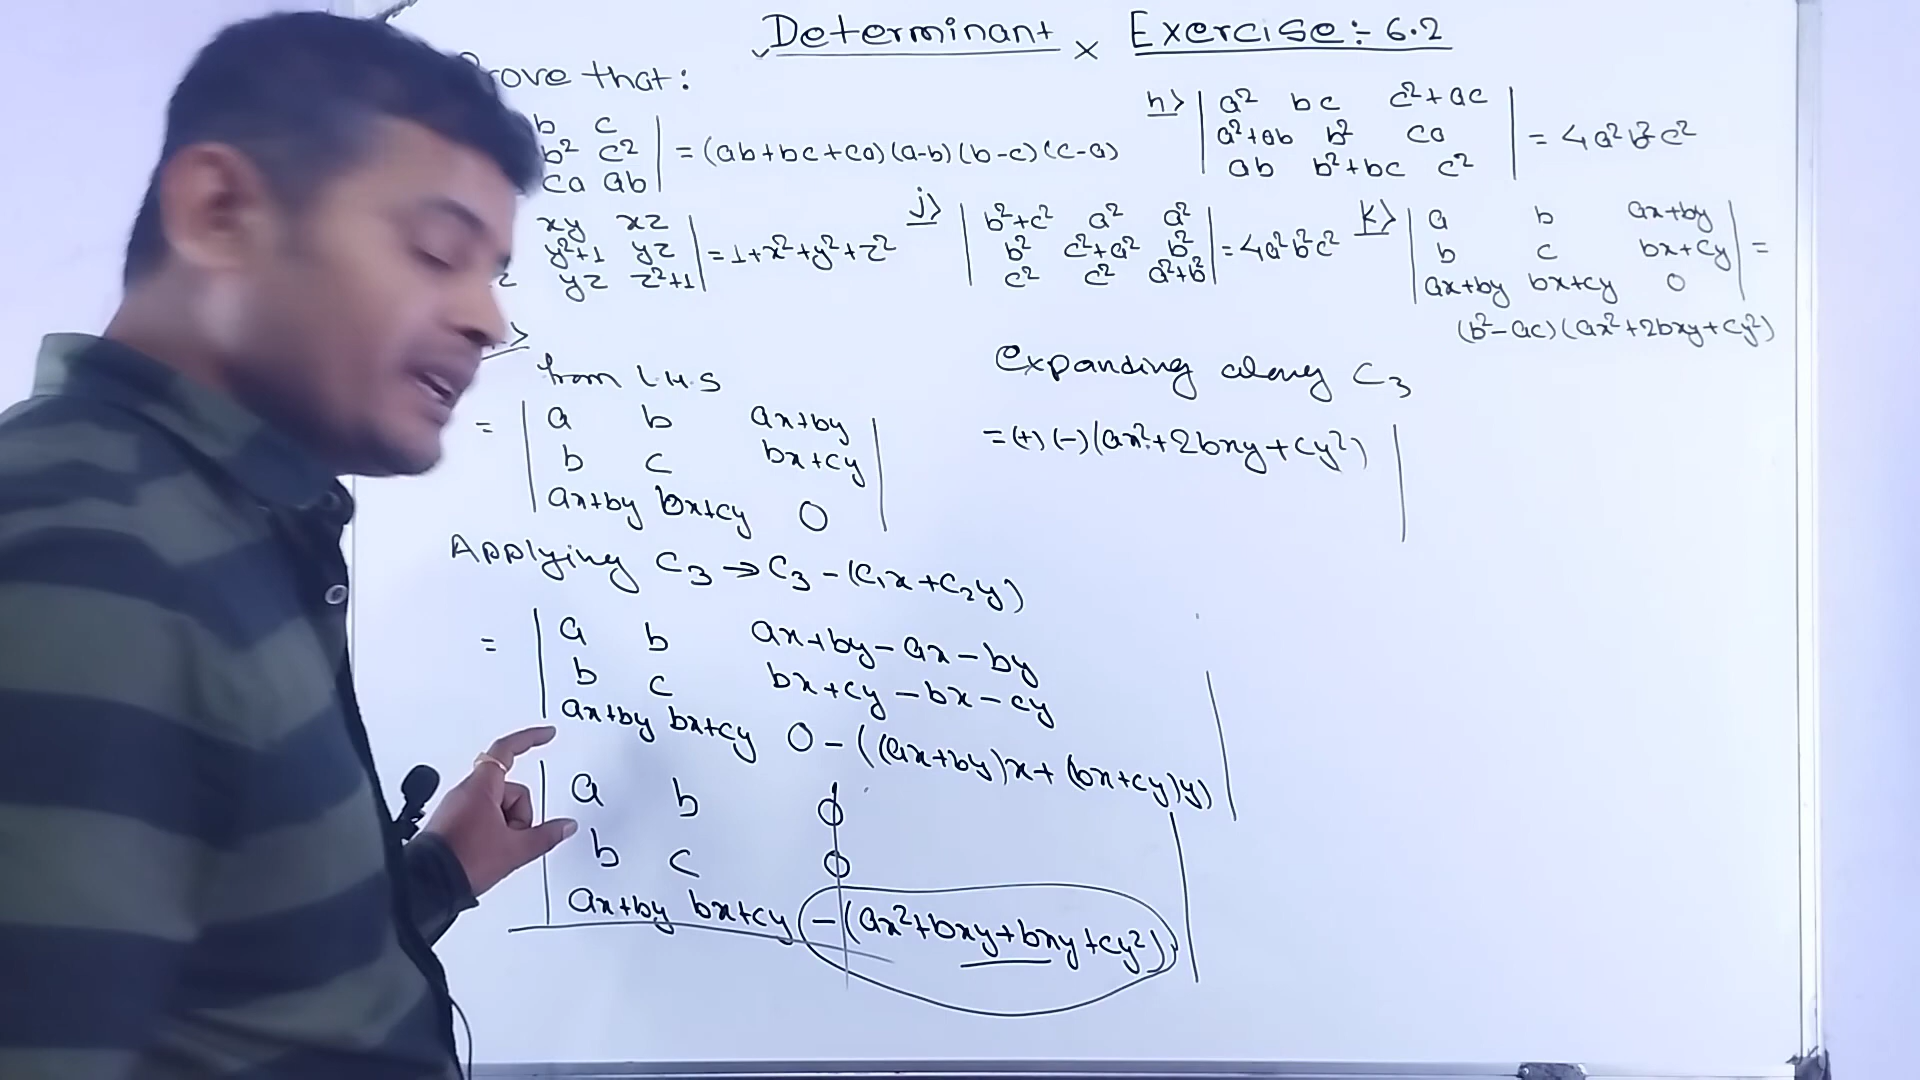 Determinant × Exercise:- 6.2
Prove that:
b c
b² c² = (ab+bc+ca)(a-b)(b-c)(c-a)
ca ab
h> a² bc c²+ac
a²+ab b² ca = 4a²b²c²
ab b²+bc c²
xy xz
y²+1 yz = 1+x²+y²+z²
yz z²+1
j> b²+c² a² a²
b² c²+a² b² = 4a²b²c²
c² c² a²+b²
k> a b ax+by
b c bx+cy =
ax+by bx+cy 0
(b²-ac)(ax²+2bxy+cy²)
from L.H.S
= a b ax+by
b c bx+cy
ax+by bx+cy 0
Applying C₃→C₃-(C₁x+C₂y)
= a b ax+by-ax-by
b c bx+cy-bx-cy
ax+by bx+cy 0-((ax+by)x+(bx+cy)y)
a b 0
b c 0
ax+by bx+cy -(ax²+bxy+bxy+cy²)
Expanding along C₃
=(+)(-)(ax²+2bxy+cy²)